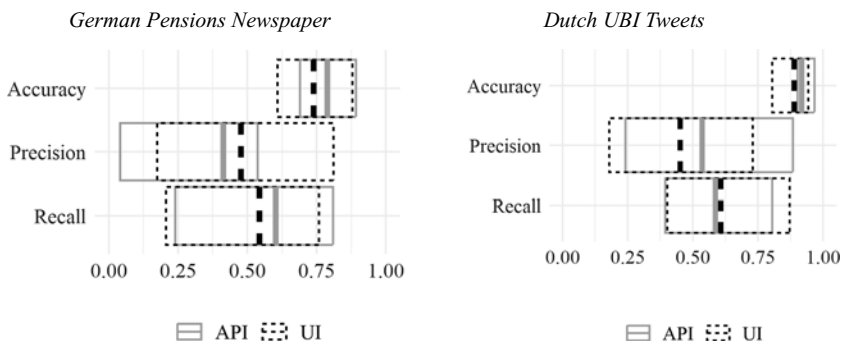 German Pensions Newspaper
Accuracy
Precision
Recall
0.00 0.25 0.50 0.75 1.00
API UI
Dutch UBI Tweets
Accuracy
Precision
Recall
0.00 0.25 0.50 0.75 1.00
API UI